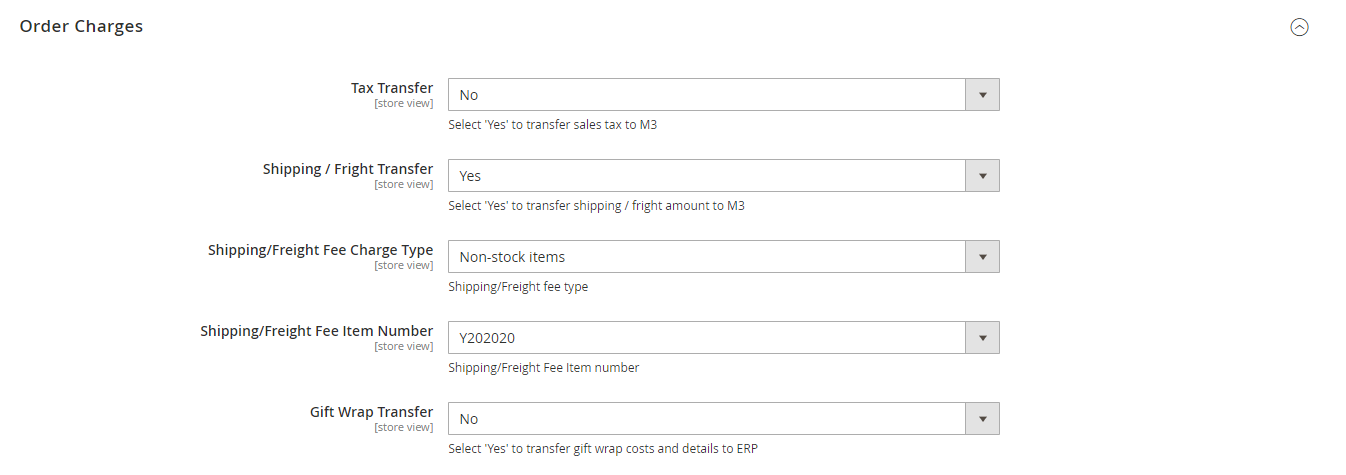 Order Charges
Tax Transfer
[store view]
No
Select 'Yes' to transfer sales tax to M3
Shipping / Fright Transfer
[store view]
Yes
Select 'Yes' to transfer shipping / fright amount to M3
Shipping/Freight Fee Charge Type
[store view]
Non-stock items
Shipping/Freight fee type
Shipping/Freight Fee Item Number
[store view]
Y202020
Shipping/Freight Fee Item number
Gift Wrap Transfer
[store view]
No
Select 'Yes' to transfer gift wrap costs and details to ERP